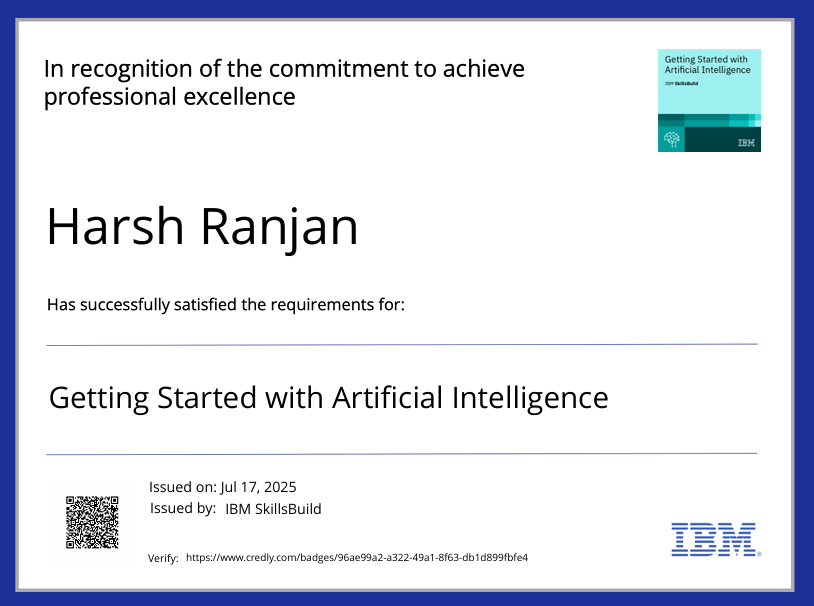 In recognition of the commitment to achieve
professional excellence
Getting Started with
Artificial Intelligence
IBM SkillsBuild
IBM
Harsh Ranjan
Has successfully satisfied the requirements for:
Getting Started with Artificial Intelligence
Issued on: Jul 17, 2025
Issued by: IBM SkillsBuild
IBM®
Verify: https://www.credly.com/badges/96ae99a2-a322-49a1-8f63-db1d899fbfe4